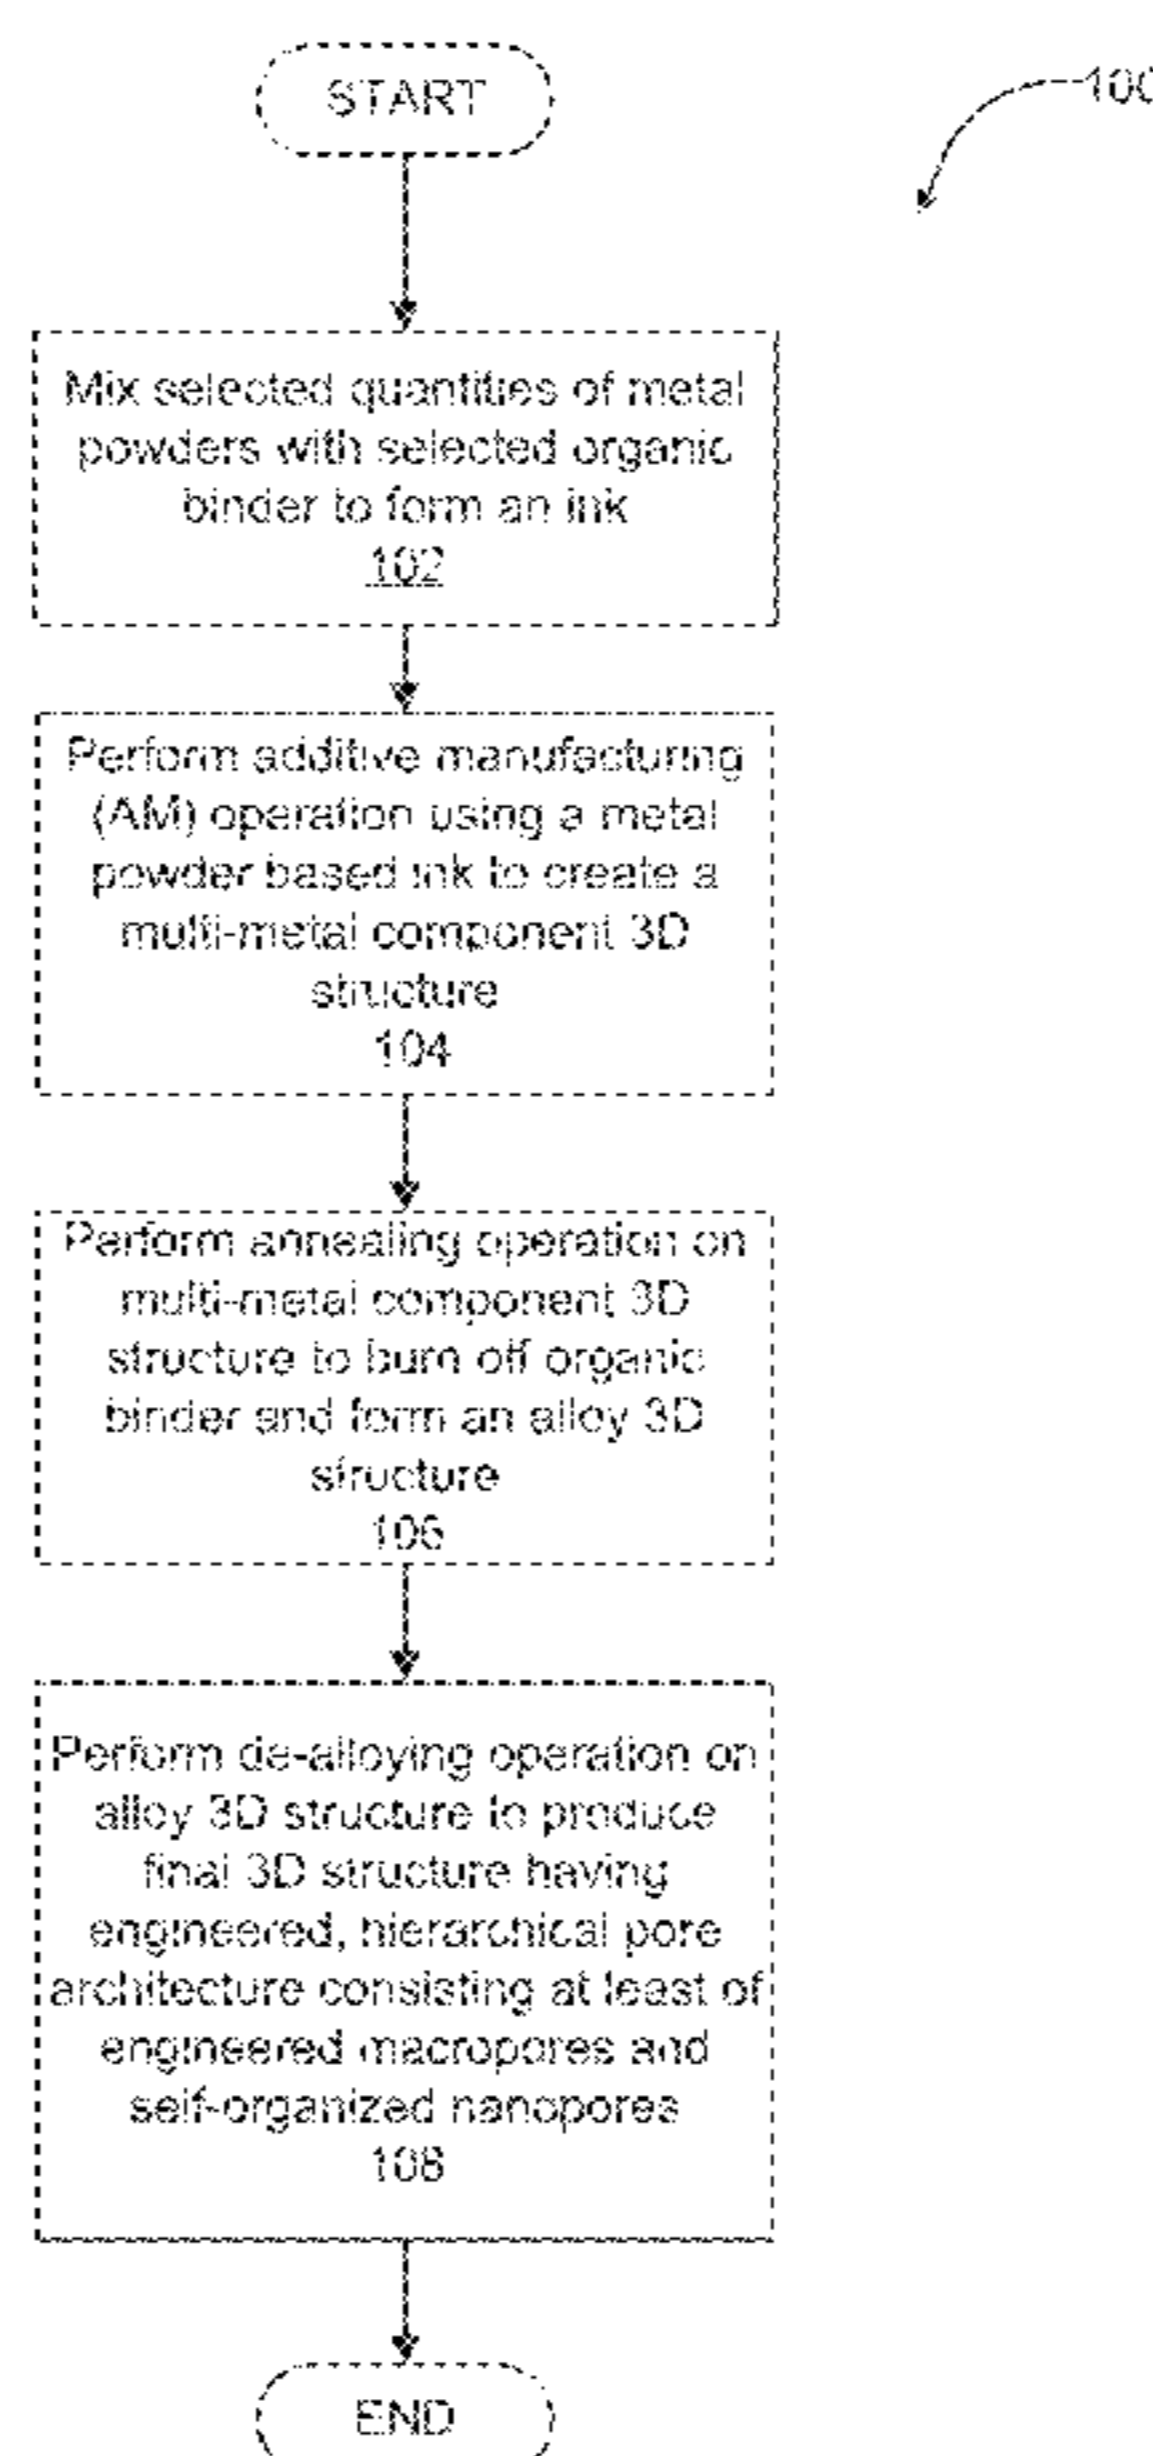 START
100
Mix selected quantities of metal
powders with selected organic
binder to form an ink
102
Perform additive manufacturing
(AM) operation using a metal
powder based ink to create a
multi-metal component 3D
structure
104
Perform annealing operation on
multi-metal component 3D
structure to burn off organic
binder and form an alloy 3D
structure
106
Perform de-alloying operation on
alloy 3D structure to produce
final 3D structure having
engineered, hierarchical pore
architecture consisting at least of
engineered macropores and
self-organized nanopores
108
END